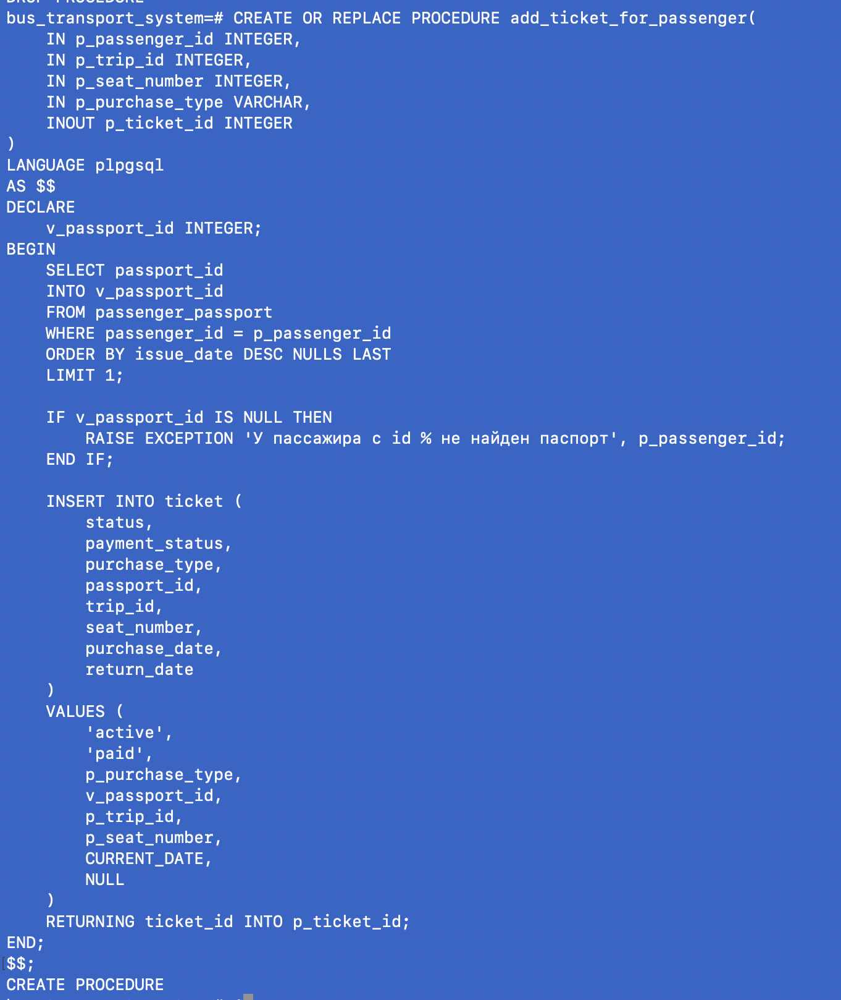 DROP PROCEDURE
bus_transport_system=# CREATE OR REPLACE PROCEDURE add_ticket_for_passenger(
    IN p_passenger_id INTEGER,
    IN p_trip_id INTEGER,
    IN p_seat_number INTEGER,
    IN p_purchase_type VARCHAR,
    INOUT p_ticket_id INTEGER
)
LANGUAGE plpgsql
AS $$
DECLARE
    v_passport_id INTEGER;
BEGIN
    SELECT passport_id
    INTO v_passport_id
    FROM passenger_passport
    WHERE passenger_id = p_passenger_id
    ORDER BY issue_date DESC NULLS LAST
    LIMIT 1;

    IF v_passport_id IS NULL THEN
        RAISE EXCEPTION 'У пассажира с id % не найден паспорт', p_passenger_id;
    END IF;

    INSERT INTO ticket (
        status,
        payment_status,
        purchase_type,
        passport_id,
        trip_id,
        seat_number,
        purchase_date,
        return_date
    )
    VALUES (
        'active',
        'paid',
        p_purchase_type,
        v_passport_id,
        p_trip_id,
        p_seat_number,
        CURRENT_DATE,
        NULL
    )
    RETURNING ticket_id INTO p_ticket_id;
END;
[$$;
CREATE PROCEDURE